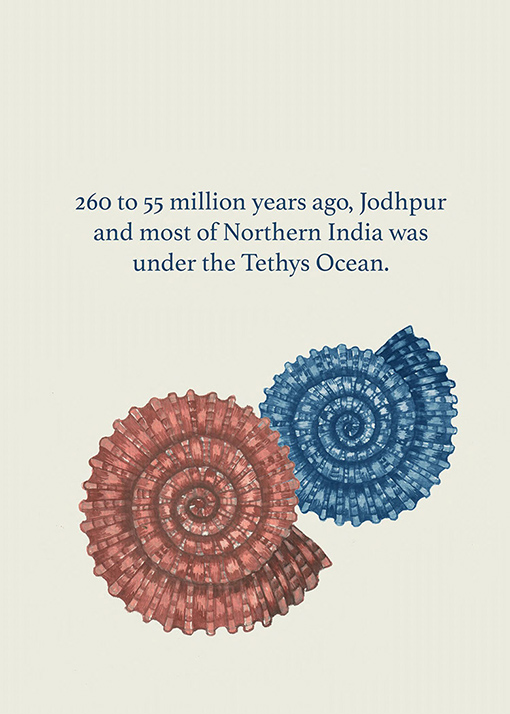 260 to 55 million years ago, Jodhpur
and most of Northern India was
under the Tethys Ocean.